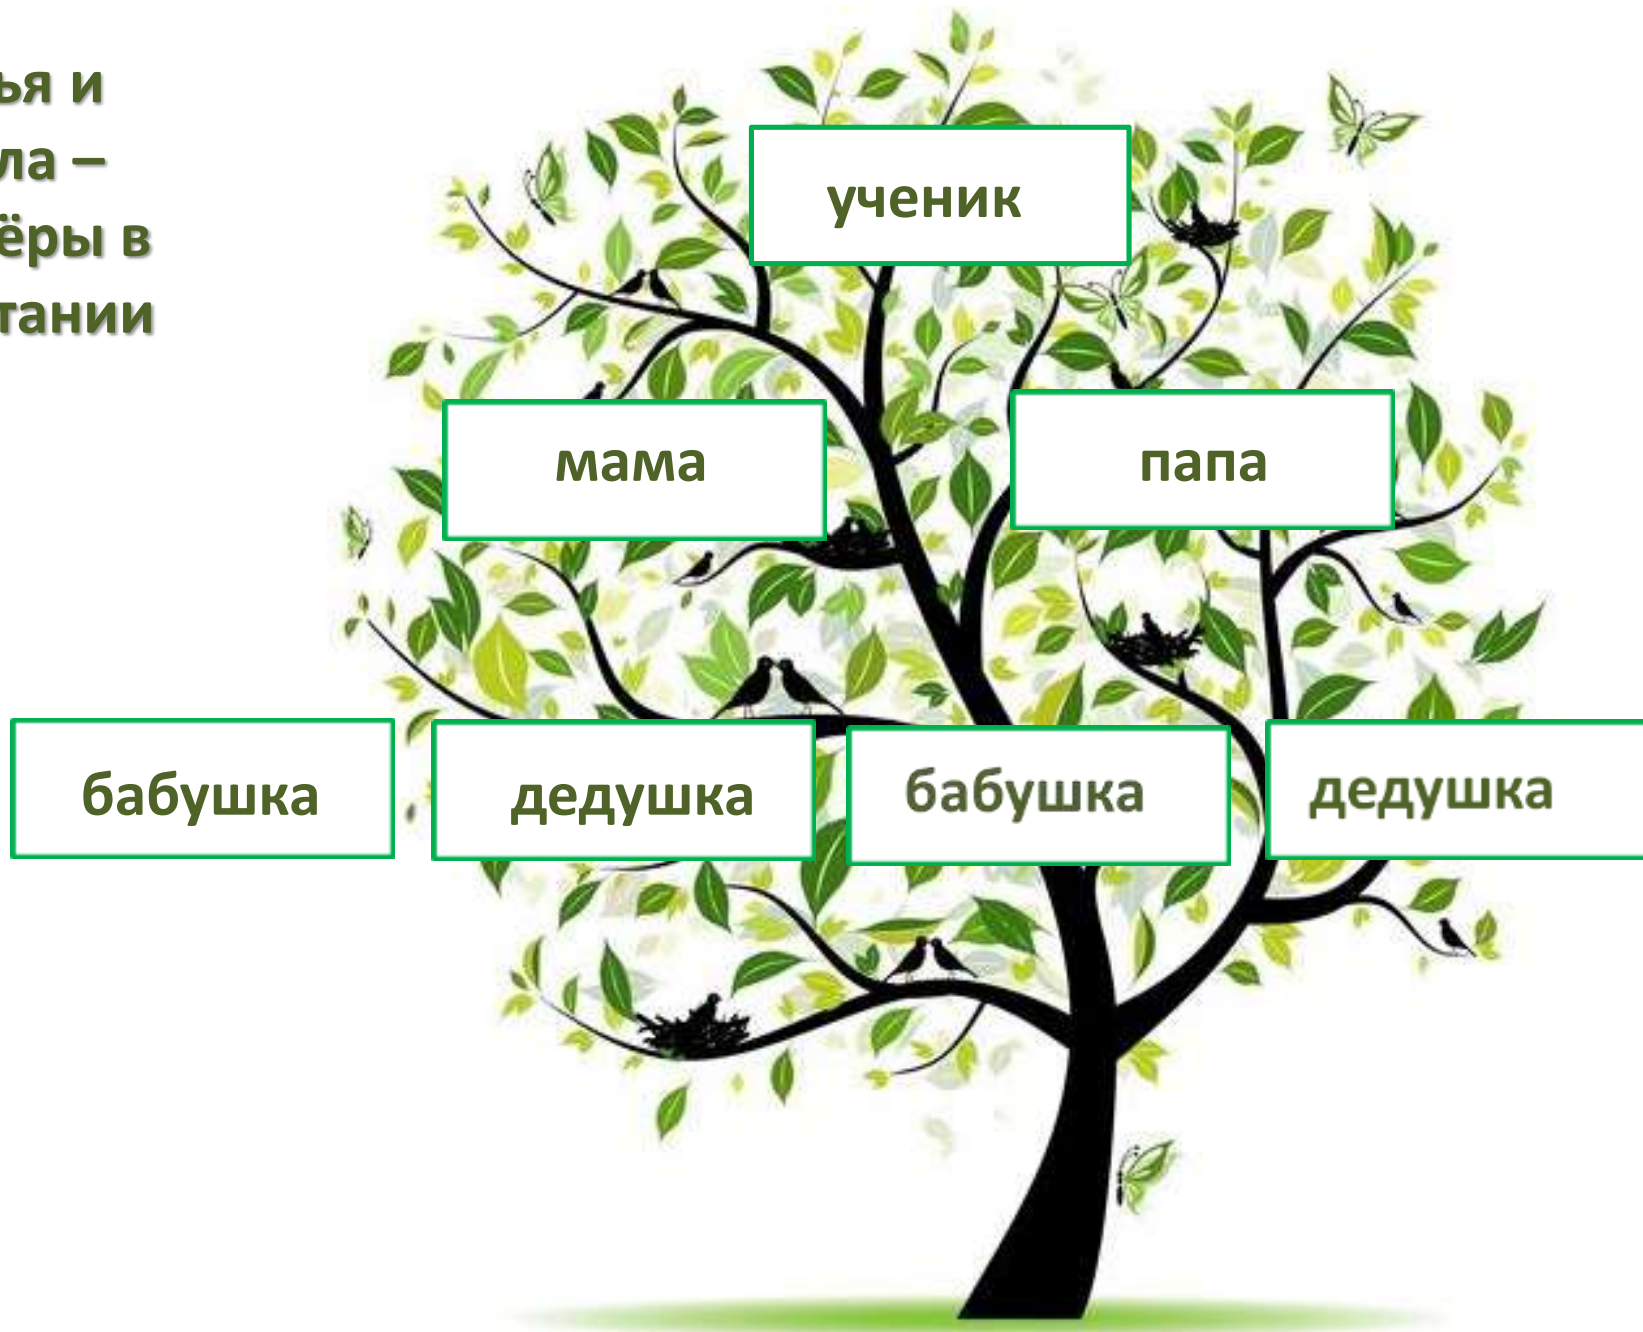 ья и
ла –
ёры в
тании
ученик
мама папа
бабушка дедушка бабушка дедушка